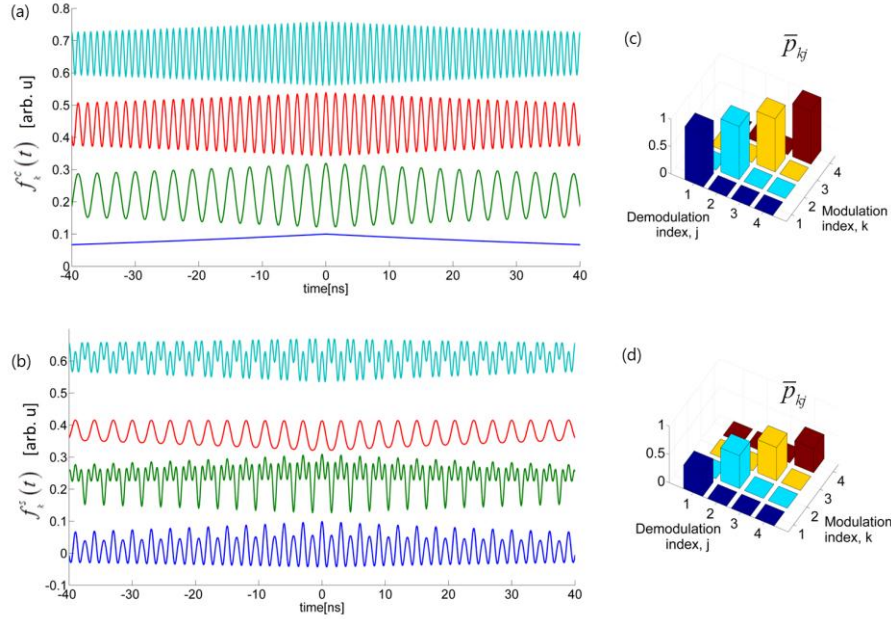 (a)
0.8
0.7
0.6
0.5
0.4
0.3
0.2
0.1
0
f_k^c (t) [arb. u]
-40 -30 -20 -10 0 10 20 30 40
time[ns]
(c)
p̄_kj
1
0.5
0
1 2 3 4
Demodulation index, j
1 2 3 4
Modulation index, k
(b)
0.6
0.5
0.4
0.3
0.2
0.1
0
-0.1
f_k^s (t) [arb. u]
-40 -30 -20 -10 0 10 20 30 40
time[ns]
(d)
p̄_kj
1
0.5
0
1 2 3 4
Demodulation
index, j
1 2 3 4
Modulation
index, k